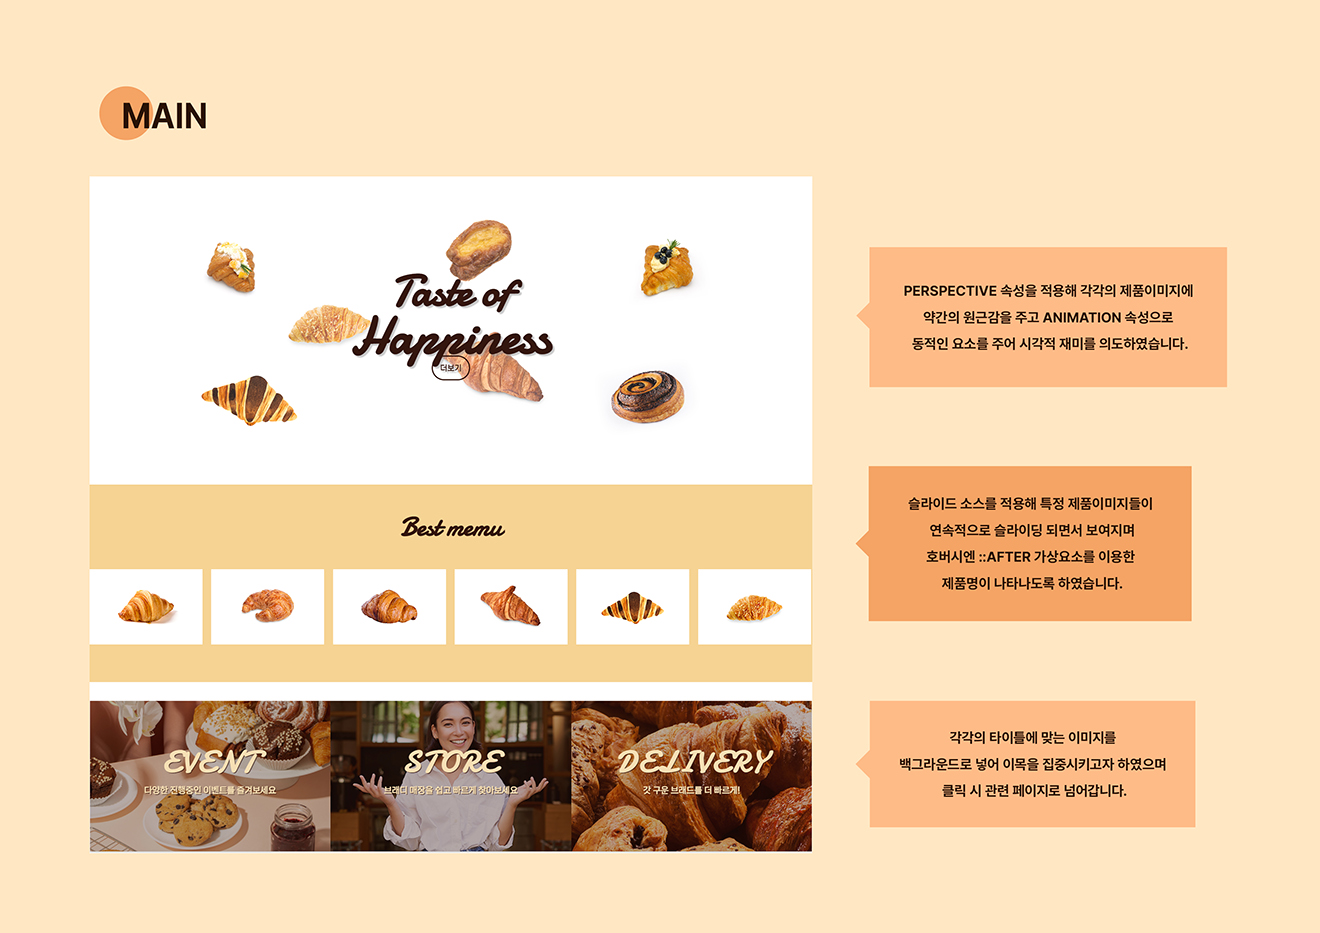 MAIN
Taste of
Happiness
더보기
PERSPECTIVE 속성을 적용해 각각의 제품이미지에
약간의 원근감을 주고 ANIMATION 속성으로
동적인 요소를 주어 시각적 재미를 의도하였습니다.
Best memu
슬라이드 소스를 적용해 특정 제품이미지들이
연속적으로 슬라이딩 되면서 보여지며
호버시엔 ::AFTER 가상요소를 이용한
제품명이 나타나도록 하였습니다.
EVENT
다양한 진행중인 이벤트를 즐겨보세요
STORE
브래디 매장을 쉽고 빠르게 찾아보세요
DELIVERY
갓 구운 브래드를 더 빠르게!
각각의 타이틀에 맞는 이미지를
백그라운드로 넣어 이목을 집중시키고자 하였으며
클릭 시 관련 페이지로 넘어갑니다.